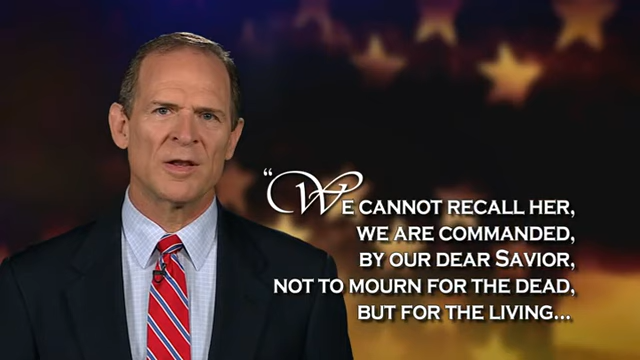 “We cannot recall her,
we are commanded,
by our dear Savior,
not to mourn for the dead,
but for the living...